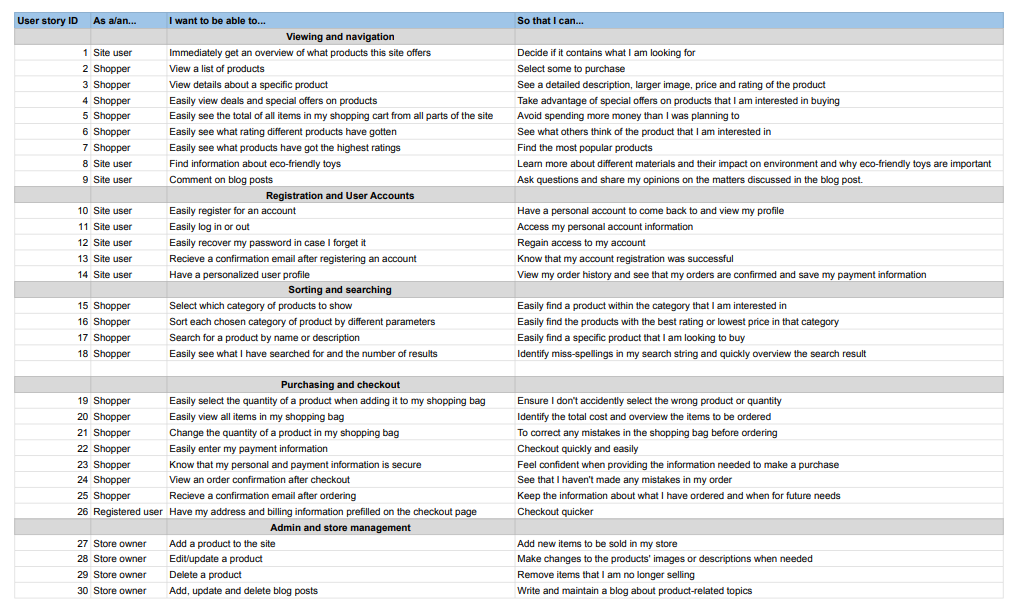 User story ID As a/an... I want to be able to... So that I can...
Viewing and navigation
1 Site user Immediately get an overview of what products this site offers Decide if it contains what I am looking for
2 Shopper View a list of products Select some to purchase
3 Shopper View details about a specific product See a detailed description, larger image, price and rating of the product
4 Shopper Easily view deals and special offers on products Take advantage of special offers on products that I am interested in buying
5 Shopper Easily see the total of all items in my shopping cart from all parts of the site Avoid spending more money than I was planning to
6 Shopper Easily see what rating different products have gotten See what others think of the product that I am interested in
7 Shopper Easily see what products have got the highest ratings Find the most popular products
8 Site user Find information about eco-friendly toys Learn more about different materials and their impact on environment and why eco-friendly toys are important
9 Site user Comment on blog posts Ask questions and share my opinions on the matters discussed in the blog post.
Registration and User Accounts
10 Site user Easily register for an account Have a personal account to come back to and view my profile
11 Site user Easily log in or out Access my personal account information
12 Site user Easily recover my password in case I forget it Regain access to my account
13 Site user Recieve a confirmation email after registering an account Know that my account registration was successful
14 Site user Have a personalized user profile View my order history and see that my orders are confirmed and save my payment information
Sorting and searching
15 Shopper Select which category of products to show Easily find a product within the category that I am interested in
16 Shopper Sort each chosen category of product by different parameters Easily find the products with the best rating or lowest price in that category
17 Shopper Search for a product by name or description Easily find a specific product that I am looking to buy
18 Shopper Easily see what I have searched for and the number of results Identify miss-spellings in my search string and quickly overview the search result
Purchasing and checkout
19 Shopper Easily select the quantity of a product when adding it to my shopping bag Ensure I don't accidently select the wrong product or quantity
20 Shopper Easily view all items in my shopping bag Identify the total cost and overview the items to be ordered
21 Shopper Change the quantity of a product in my shopping bag To correct any mistakes in the shopping bag before ordering
22 Shopper Easily enter my payment information Checkout quickly and easily
23 Shopper Know that my personal and payment information is secure Feel confident when providing the information needed to make a purchase
24 Shopper View an order confirmation after checkout See that I haven't made any mistakes in my order
25 Shopper Recieve a confirmation email after ordering Keep the information about what I have ordered and when for future needs
26 Registered user Have my address and billing information prefilled on the checkout page Checkout quicker
Admin and store management
27 Store owner Add a product to the site Add new items to be sold in my store
28 Store owner Edit/update a product Make changes to the products' images or descriptions when needed
29 Store owner Delete a product Remove items that I am no longer selling
30 Store owner Add, update and delete blog posts Write and maintain a blog about product-related topics